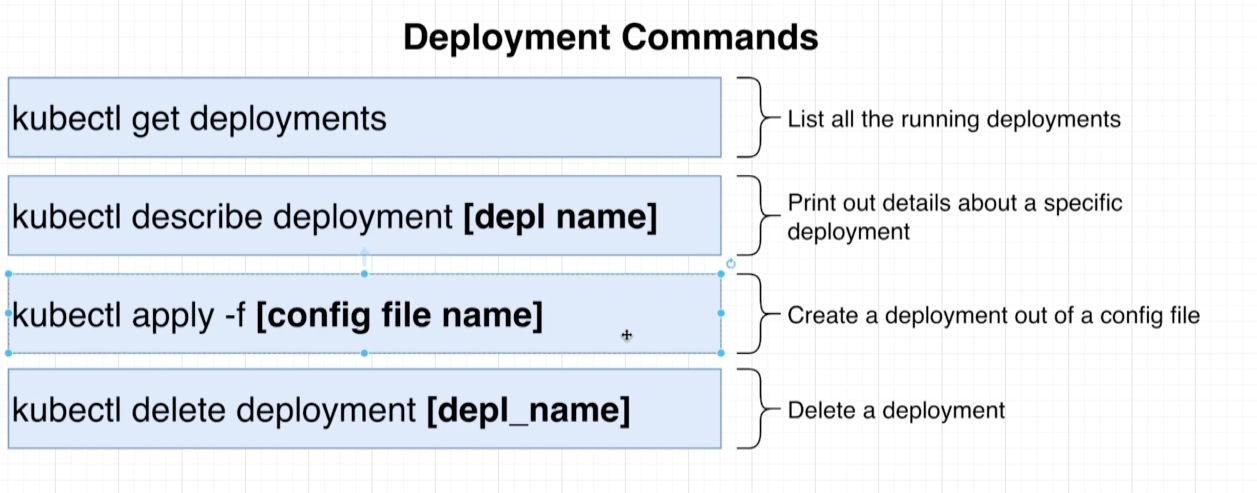 Deployment Commands
kubectl get deployments
List all the running deployments
kubectl describe deployment [depl name]
Print out details about a specific
deployment
kubectl apply -f [config file name]
Create a deployment out of a config file
kubectl delete deployment [depl_name]
Delete a deployment